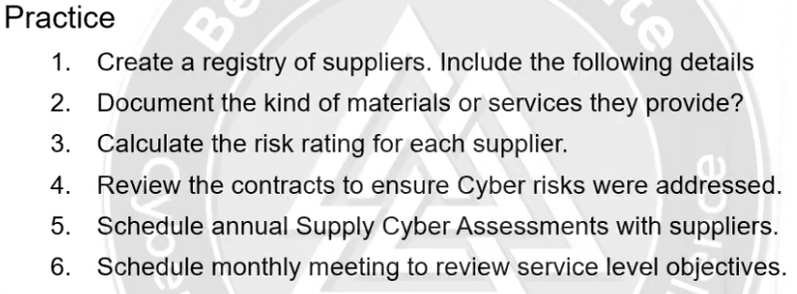 Practice
1. Create a registry of suppliers. Include the following details
2. Document the kind of materials or services they provide?
3. Calculate the risk rating for each supplier.
4. Review the contracts to ensure Cyber risks were addressed.
5. Schedule annual Supply Cyber Assessments with suppliers.
6. Schedule monthly meeting to review service level objectives.